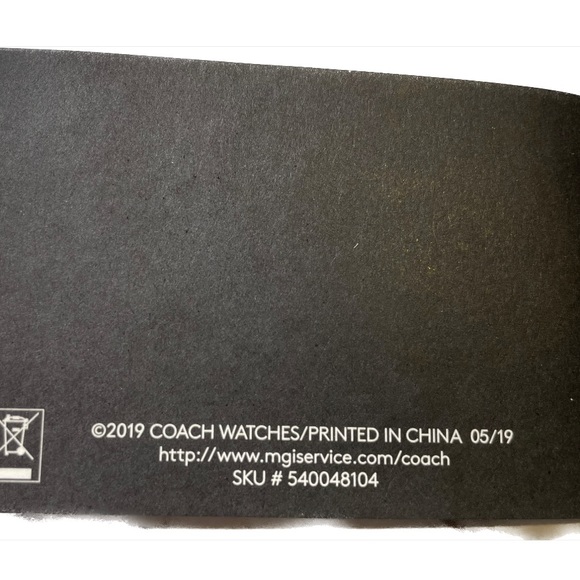 ©2019 COACH WATCHES/PRINTED IN CHINA 05/19
http://www.mgiservice.com/coach
SKU # 540048104